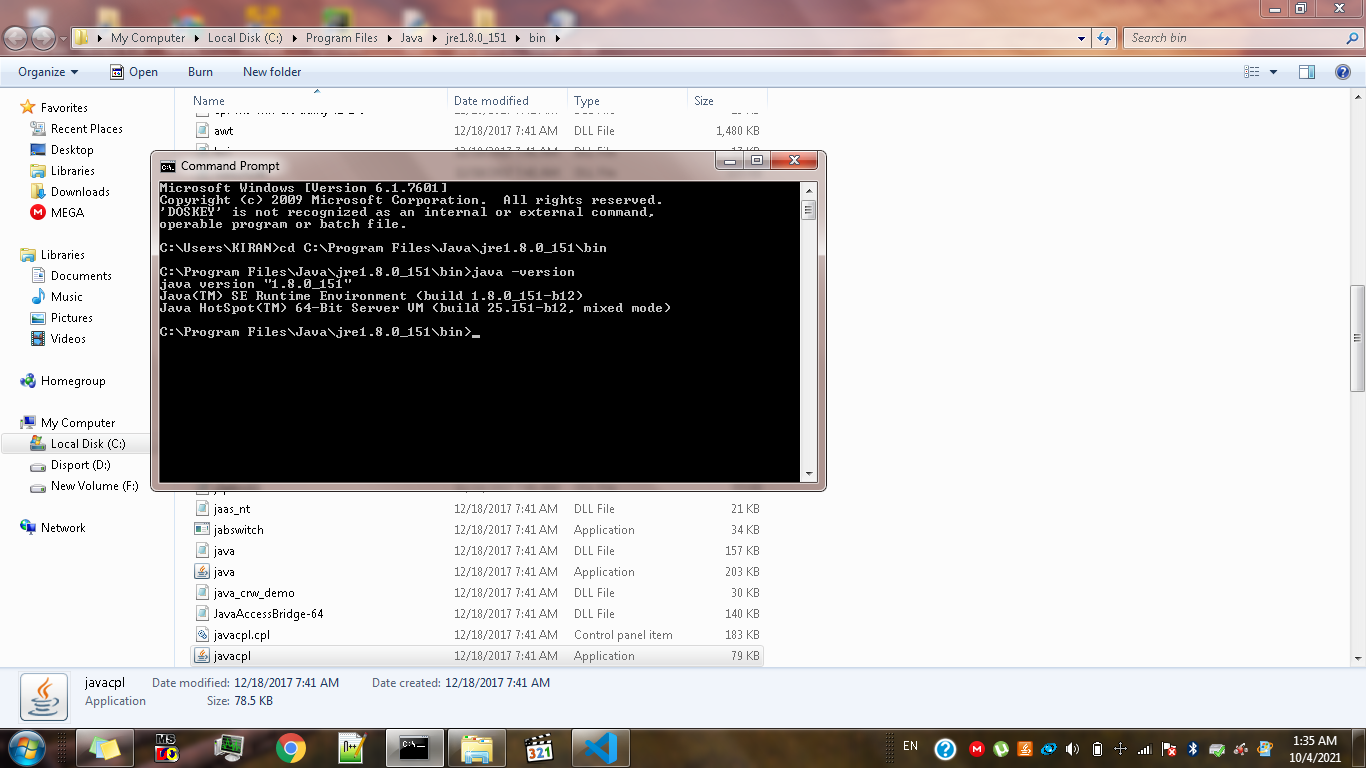 My Computer Local Disk (C:) Program Files Java jre1.8.0_151 bin
Search bin
Organize Open Burn New folder
Name Date modified Type Size
12/18/2017 7:41 AM DLL File
awt 12/18/2017 7:41 AM DLL File 1,480 KB
Favorites
Recent Places
Desktop
Libraries
Downloads
MEGA
Libraries
Documents
Music
Pictures
Videos
Homegroup
My Computer
Local Disk (C:)
Disport (D:)
New Volume (F:)
Network
Command Prompt
Microsoft Windows [Version 6.1.7601]
Copyright (c) 2009 Microsoft Corporation.  All rights reserved.
'DOSKEY' is not recognized as an internal or external command,
operable program or batch file.
C:\Users\KIRAN>cd C:\Program Files\Java\jre1.8.0_151\bin
C:\Program Files\Java\jre1.8.0_151\bin>java -version
java version "1.8.0_151"
Java(TM) SE Runtime Environment (build 1.8.0_151-b12)
Java HotSpot(TM) 64-Bit Server VM (build 25.151-b12, mixed mode)
C:\Program Files\Java\jre1.8.0_151\bin>_
jaas_nt 12/18/2017 7:41 AM DLL File 21 KB
jabswitch 12/18/2017 7:41 AM Application 34 KB
java 12/18/2017 7:41 AM DLL File 157 KB
java 12/18/2017 7:41 AM Application 203 KB
java_crw_demo 12/18/2017 7:41 AM DLL File 30 KB
JavaAccessBridge-64 12/18/2017 7:41 AM DLL File 140 KB
javacpl.cpl 12/18/2017 7:41 AM Control panel item 183 KB
javacpl 12/18/2017 7:41 AM Application 79 KB
javacpl Date modified: 12/18/2017 7:41 AM Date created: 12/18/2017 7:41 AM
Application Size: 78.5 KB
EN
1:35 AM
10/4/2021